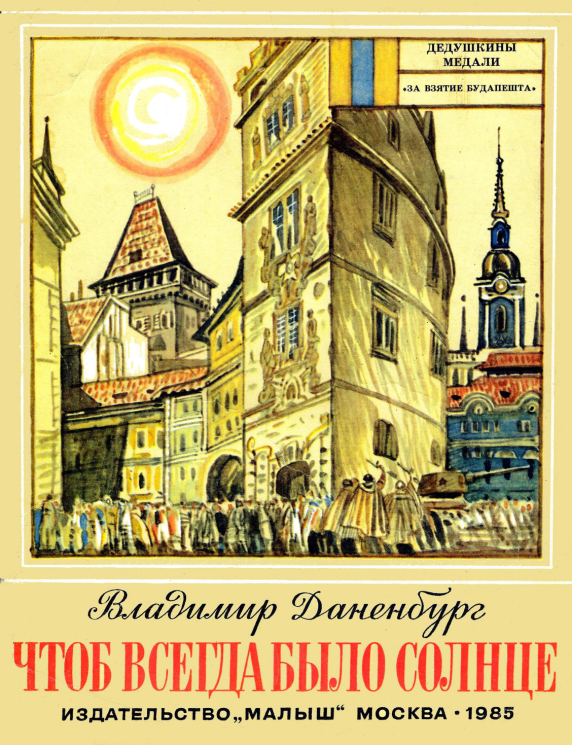 ДЕДУШКИНЫ
МЕДАЛИ
«ЗА ВЗЯТИЕ БУДАПЕШТА»
Владимир Даненбург
ЧТОБ ВСЕГДА БЫЛО СОЛНЦЕ
ИЗДАТЕЛЬСТВО „МАЛЫШ“ МОСКВА · 1985